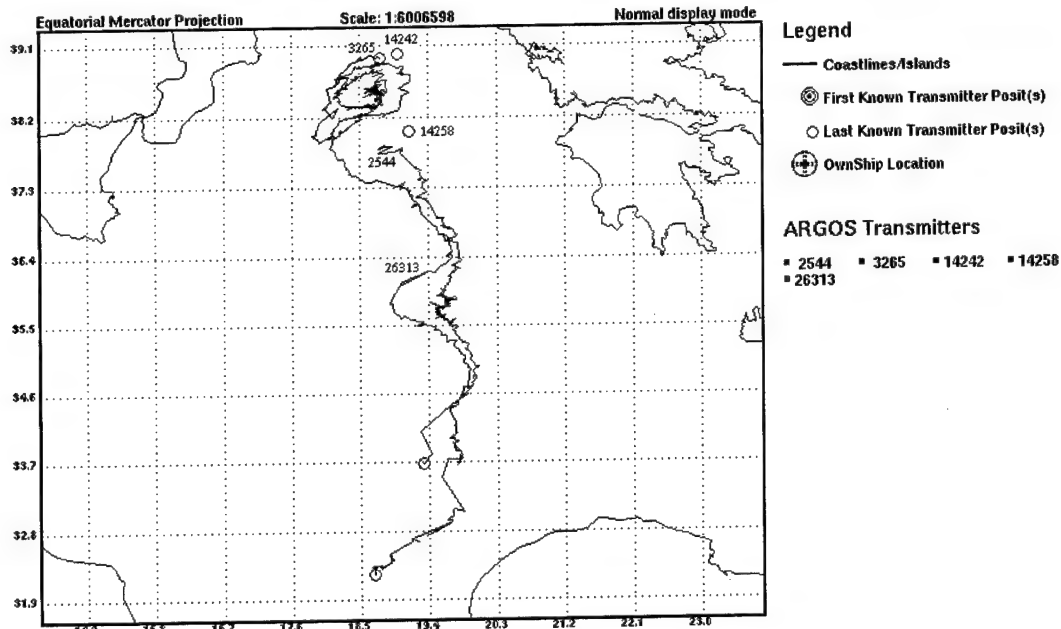 Equatorial Mercator Projection Scale: 1:6006598 Normal display mode
39.1
38.2
37.3
36.4
35.5
34.6
33.7
32.8
31.9
17.6 18.5 20.3 21.2 22.1 23.0
3265
14242
14258
2544
26313
Legend
Coastlines/Islands
First Known Transmitter Posit(s)
Last Known Transmitter Posit(s)
OwnShip Location
ARGOS Transmitters
2544 3265 14242 14258
26313